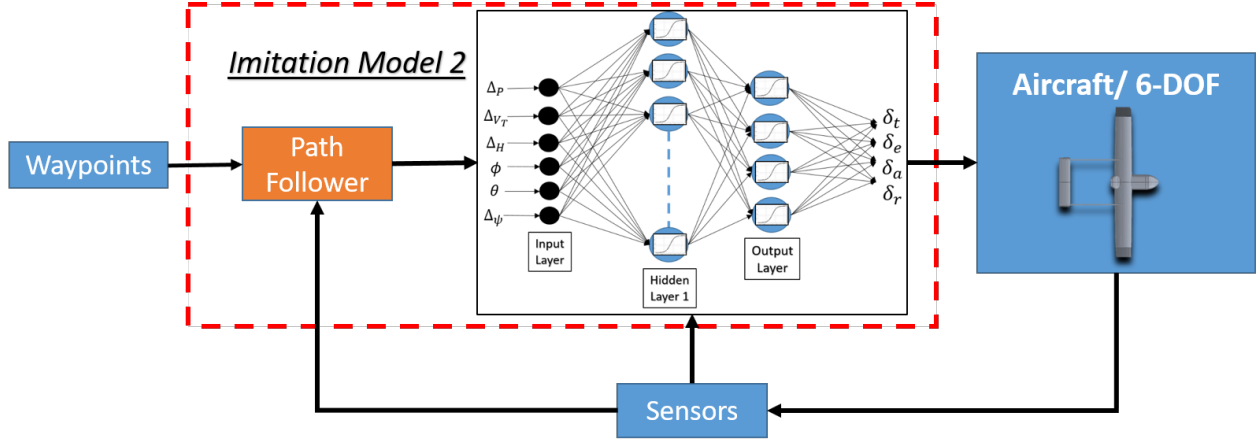 Imitation Model 2
Aircraft/ 6-DOF
Waypoints
Path
Follower
Δ_P
Δ_{V_T}
Δ_H
ϕ
θ
Δ_ψ
Input
Layer
Hidden
Layer 1
Output
Layer
δ_t
δ_e
δ_a
δ_r
Sensors